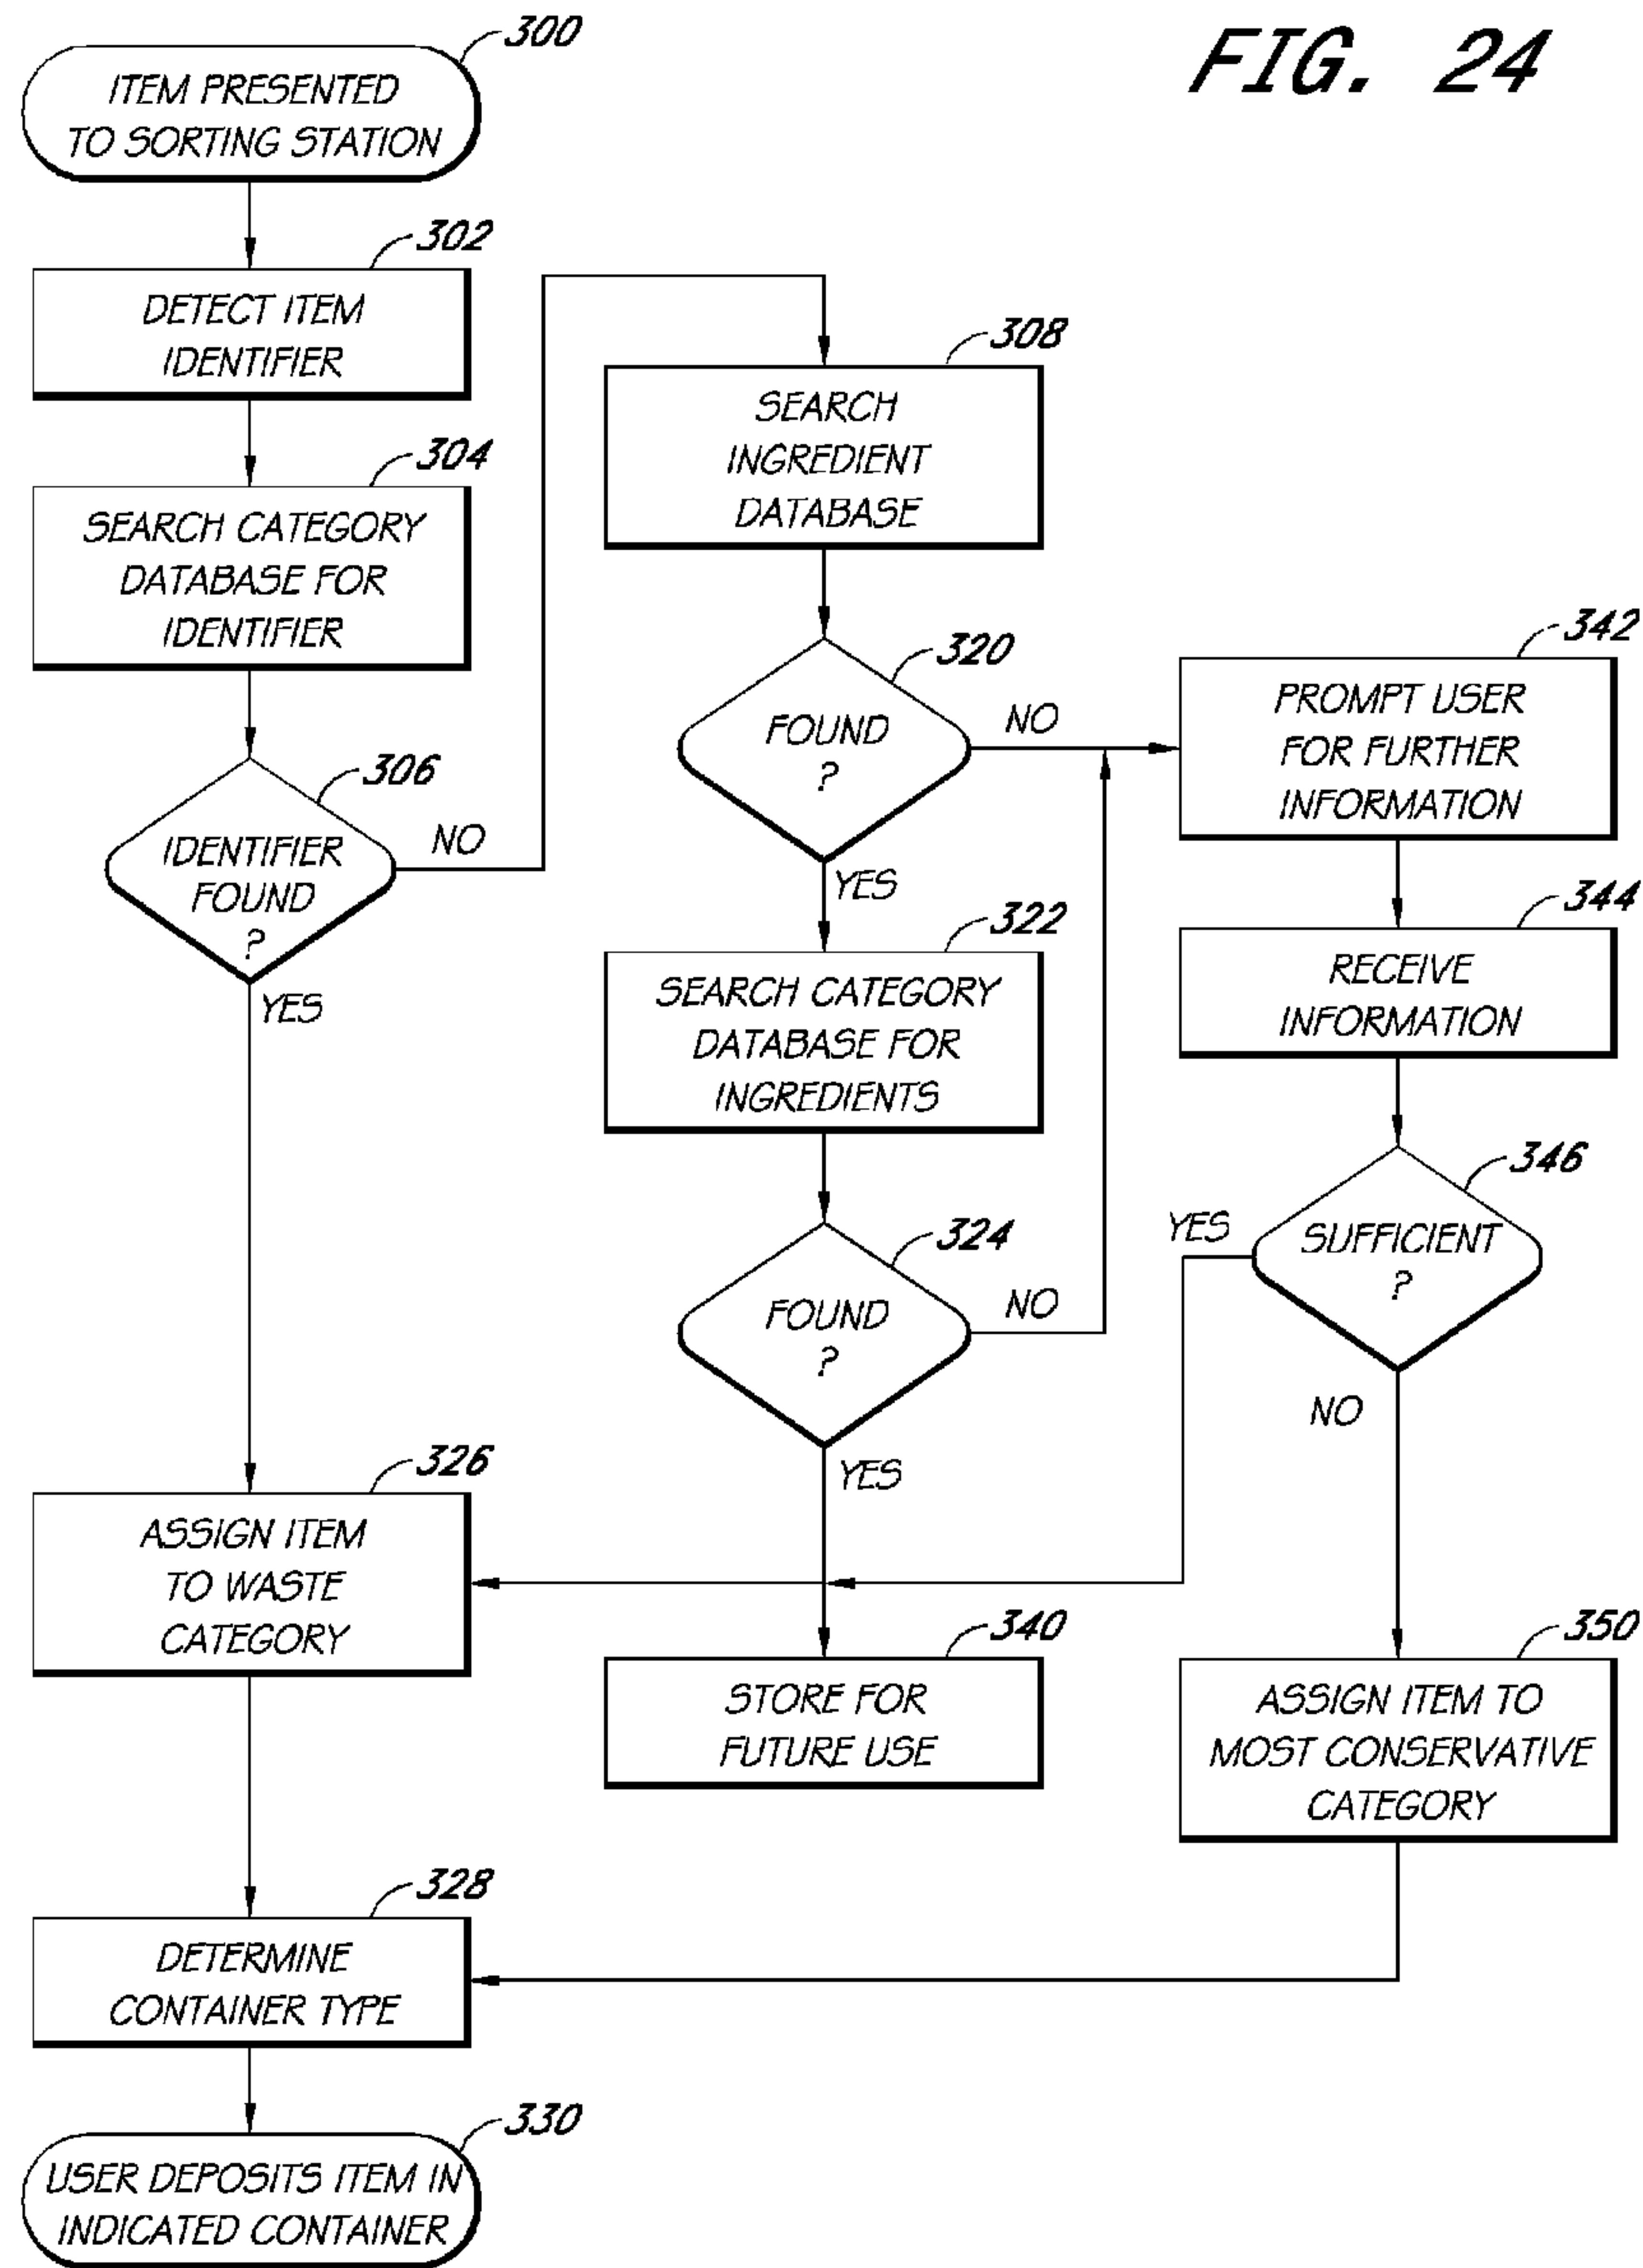 FIG. 24
300
ITEM PRESENTED
TO SORTING STATION
302
DETECT ITEM
IDENTIFIER
304
SEARCH CATEGORY
DATABASE FOR
IDENTIFIER
306
IDENTIFIER
FOUND
?
NO
YES
308
SEARCH
INGREDIENT
DATABASE
320
FOUND
?
NO
YES
322
SEARCH CATEGORY
DATABASE FOR
INGREDIENTS
324
FOUND
?
NO
YES
342
PROMPT USER
FOR FURTHER
INFORMATION
344
RECEIVE
INFORMATION
346
SUFFICIENT
?
YES
NO
326
ASSIGN ITEM
TO WASTE
CATEGORY
340
STORE FOR
FUTURE USE
350
ASSIGN ITEM TO
MOST CONSERVATIVE
CATEGORY
328
DETERMINE
CONTAINER TYPE
330
USER DEPOSITS ITEM IN
INDICATED CONTAINER